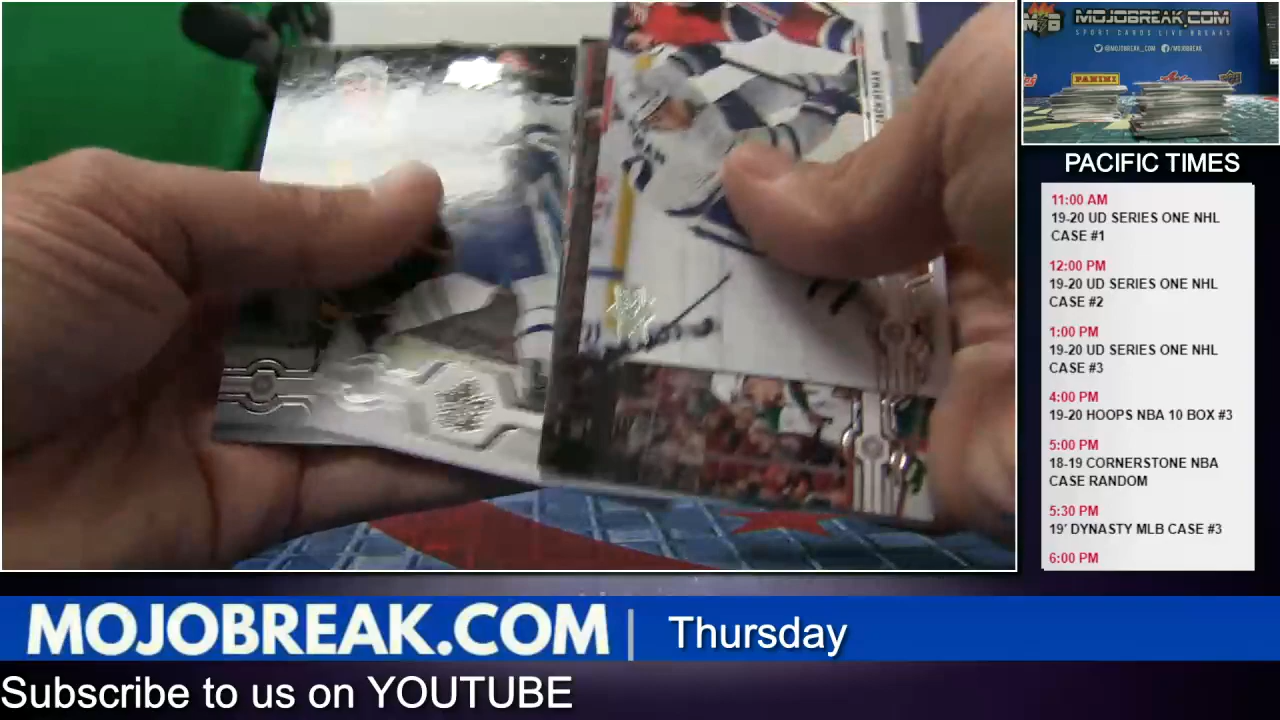 ZACH HYMAN
MOJOBREAK.COM
SPORT CARDS LIVE BREAKS
@MOJOBREAK_COM /MOJOBREAK
PANINI
PACIFIC TIMES
11:00 AM
19-20 UD SERIES ONE NHL
CASE #1
12:00 PM
19-20 UD SERIES ONE NHL
CASE #2
1:00 PM
19-20 UD SERIES ONE NHL
CASE #3
4:00 PM
19-20 HOOPS NBA 10 BOX #3
5:00 PM
18-19 CORNERSTONE NBA
CASE RANDOM
5:30 PM
19' DYNASTY MLB CASE #3
6:00 PM
MOJOBREAK.COM | Thursday
Subscribe to us on YOUTUBE